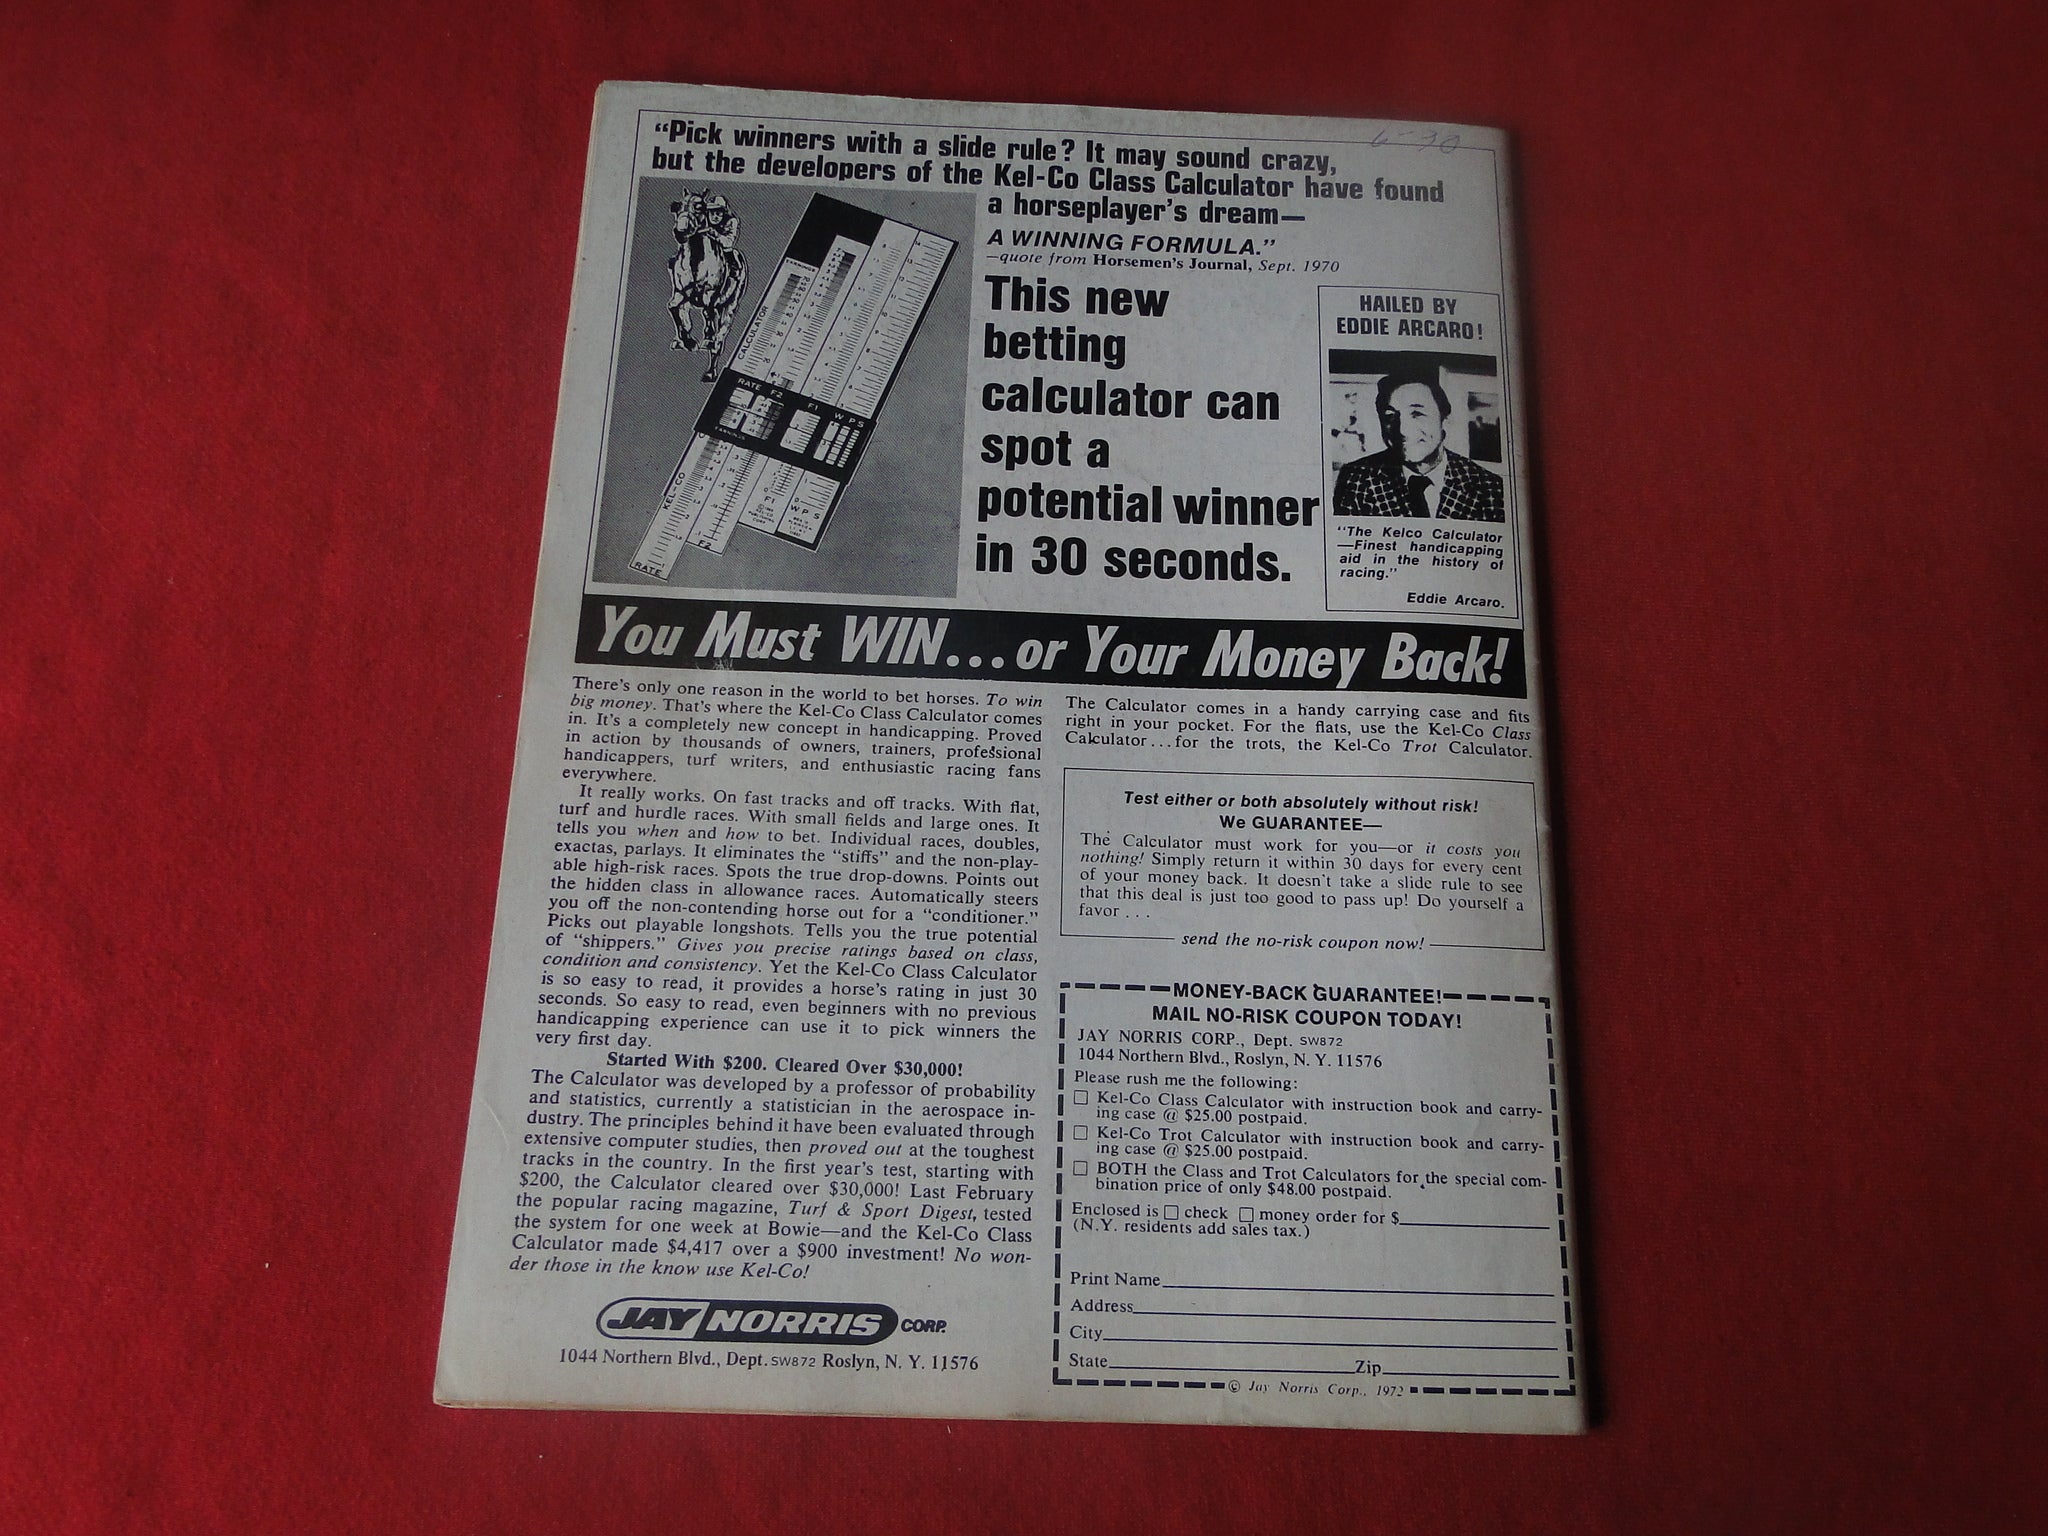 6-30
"Pick winners with a slide rule? It may sound crazy,
but the developers of the Kel-Co Class Calculator have found
a horseplayer's dream—
A WINNING FORMULA."
—quote from Horsemen's Journal, Sept. 1970
This new
betting
calculator can
spot a
potential winner
in 30 seconds.
HAILED BY
EDDIE ARCARO!
"The Kelco Calculator
—Finest handicapping
aid in the history of
racing."
Eddie Arcaro.
EARNINGS
CALCULATOR
RATE F2 F1 W P S
EARNINGS
KEL-CO
RATE
F2
F1
W P S
You Must WIN...or Your Money Back!
There's only one reason in the world to bet horses. To win
big money. That's where the Kel-Co Class Calculator comes
in. It's a completely new concept in handicapping. Proved
in action by thousands of owners, trainers, professional
handicappers, turf writers, and enthusiastic racing fans
everywhere.
It really works. On fast tracks and off tracks. With flat,
turf and hurdle races. With small fields and large ones. It
tells you when and how to bet. Individual races, doubles,
exactas, parlays. It eliminates the "stiffs" and the non-play-
able high-risk races. Spots the true drop-downs. Points out
the hidden class in allowance races. Automatically steers
you off the non-contending horse out for a "conditioner."
Picks out playable longshots. Tells you the true potential
of "shippers." Gives you precise ratings based on class,
condition and consistency. Yet the Kel-Co Class Calculator
is so easy to read, it provides a horse's rating in just 30
seconds. So easy to read, even beginners with no previous
handicapping experience can use it to pick winners the
very first day.
Started With $200. Cleared Over $30,000!
The Calculator was developed by a professor of probability
and statistics, currently a statistician in the aerospace in-
dustry. The principles behind it have been evaluated through
extensive computer studies, then proved out at the toughest
tracks in the country. In the first year's test, starting with
$200, the Calculator cleared over $30,000! Last February
the popular racing magazine, Turf & Sport Digest, tested
the system for one week at Bowie—and the Kel-Co Class
Calculator made $4,417 over a $900 investment! No won-
der those in the know use Kel-Co!
JAY NORRIS CORP.
1044 Northern Blvd., Dept. SW872 Roslyn, N. Y. 11576
The Calculator comes in a handy carrying case and fits
right in your pocket. For the flats, use the Kel-Co Class
Calculator...for the trots, the Kel-Co Trot Calculator.
Test either or both absolutely without risk!
We GUARANTEE—
The Calculator must work for you—or it costs you
nothing! Simply return it within 30 days for every cent
of your money back. It doesn't take a slide rule to see
that this deal is just too good to pass up! Do yourself a
favor . . .
send the no-risk coupon now!
MONEY-BACK GUARANTEE!
MAIL NO-RISK COUPON TODAY!
JAY NORRIS CORP., Dept. SW872
1044 Northern Blvd., Roslyn, N. Y. 11576
Please rush me the following:
Kel-Co Class Calculator with instruction book and carry-
ing case @ $25.00 postpaid.
Kel-Co Trot Calculator with instruction book and carry-
ing case @ $25.00 postpaid.
BOTH the Class and Trot Calculators for the special com-
bination price of only $48.00 postpaid.
Enclosed is □ check □ money order for $
(N.Y. residents add sales tax.)
Print Name
Address
City
State Zip
© Jay Norris Corp., 1972